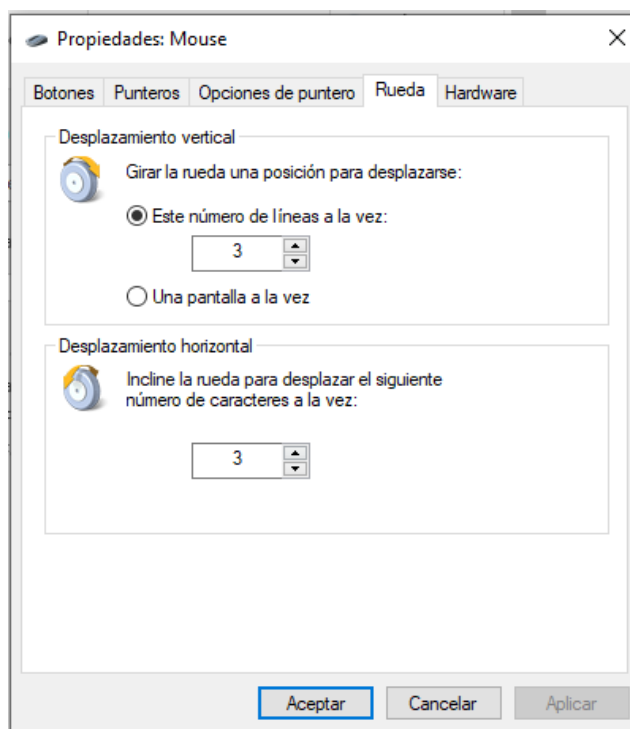 Propiedades: Mouse
Botones Punteros Opciones de puntero Rueda Hardware
Desplazamiento vertical
Girar la rueda una posición para desplazarse:
Este número de líneas a la vez:
3
Una pantalla a la vez
Desplazamiento horizontal
Incline la rueda para desplazar el siguiente
número de caracteres a la vez:
3
Aceptar Cancelar Aplicar